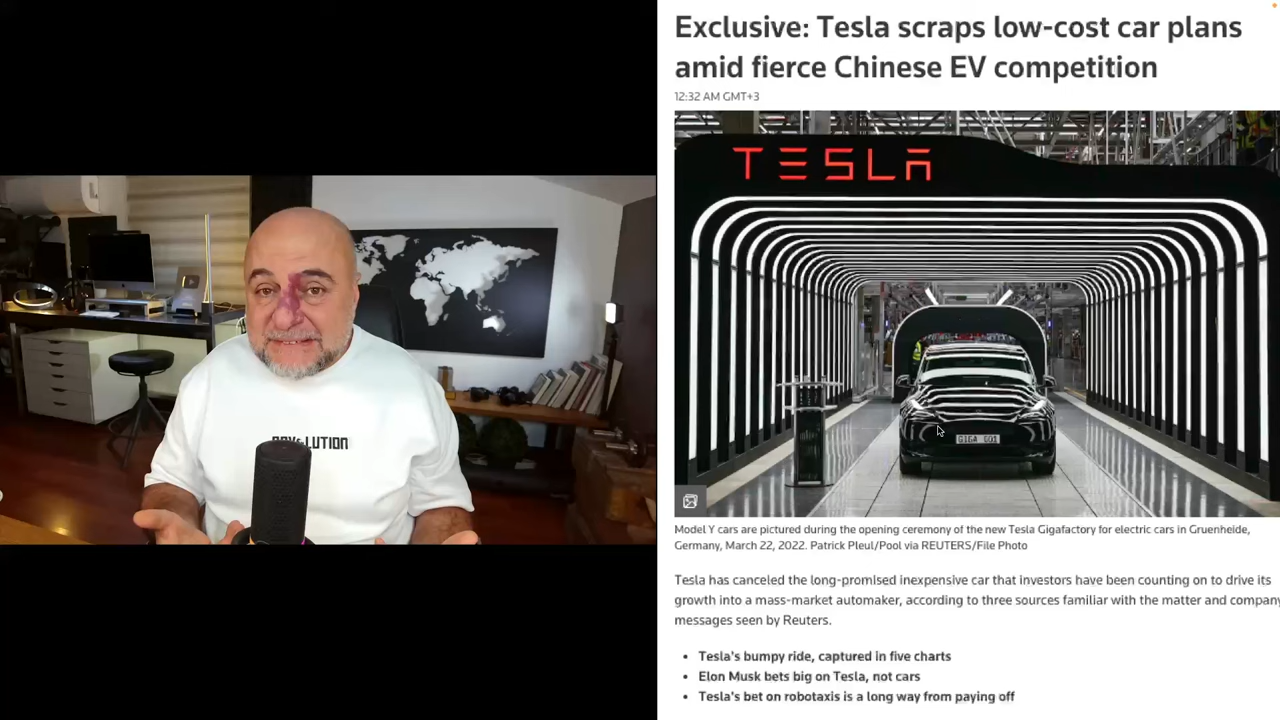 Exclusive: Tesla scraps low-cost car plans
amid fierce Chinese EV competition
12:32 AM GMT+3
TESLA
GIGA 001
Model Y cars are pictured during the opening ceremony of the new Tesla Gigafactory for electric cars in Gruenheide,
Germany, March 22, 2022. Patrick Pleul/Pool via REUTERS/File Photo
Tesla has canceled the long-promised inexpensive car that investors have been counting on to drive its
growth into a mass-market automaker, according to three sources familiar with the matter and company
messages seen by Reuters.
• Tesla's bumpy ride, captured in five charts
• Elon Musk bets big on Tesla, not cars
• Tesla's bet on robotaxis is a long way from paying off